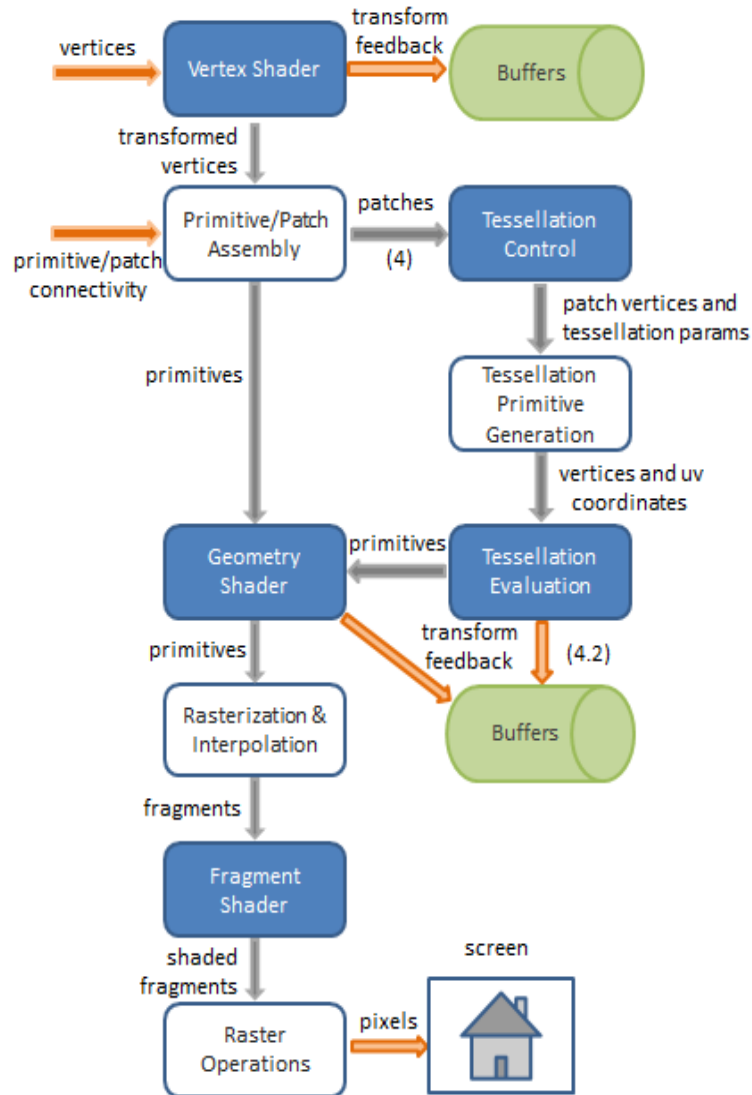 vertices
Vertex Shader
transform
feedback
Buffers
transformed
vertices
primitive/patch
connectivity
Primitive/Patch
Assembly
patches
(4)
Tessellation
Control
patch vertices and
tessellation params
primitives
Tessellation
Primitive
Generation
vertices and uv
coordinates
Geometry
Shader
primitives
Tessellation
Evaluation
primitives
transform
feedback
(4.2)
Rasterization &
Interpolation
Buffers
fragments
Fragment
Shader
shaded
fragments
screen
Raster
Operations
pixels